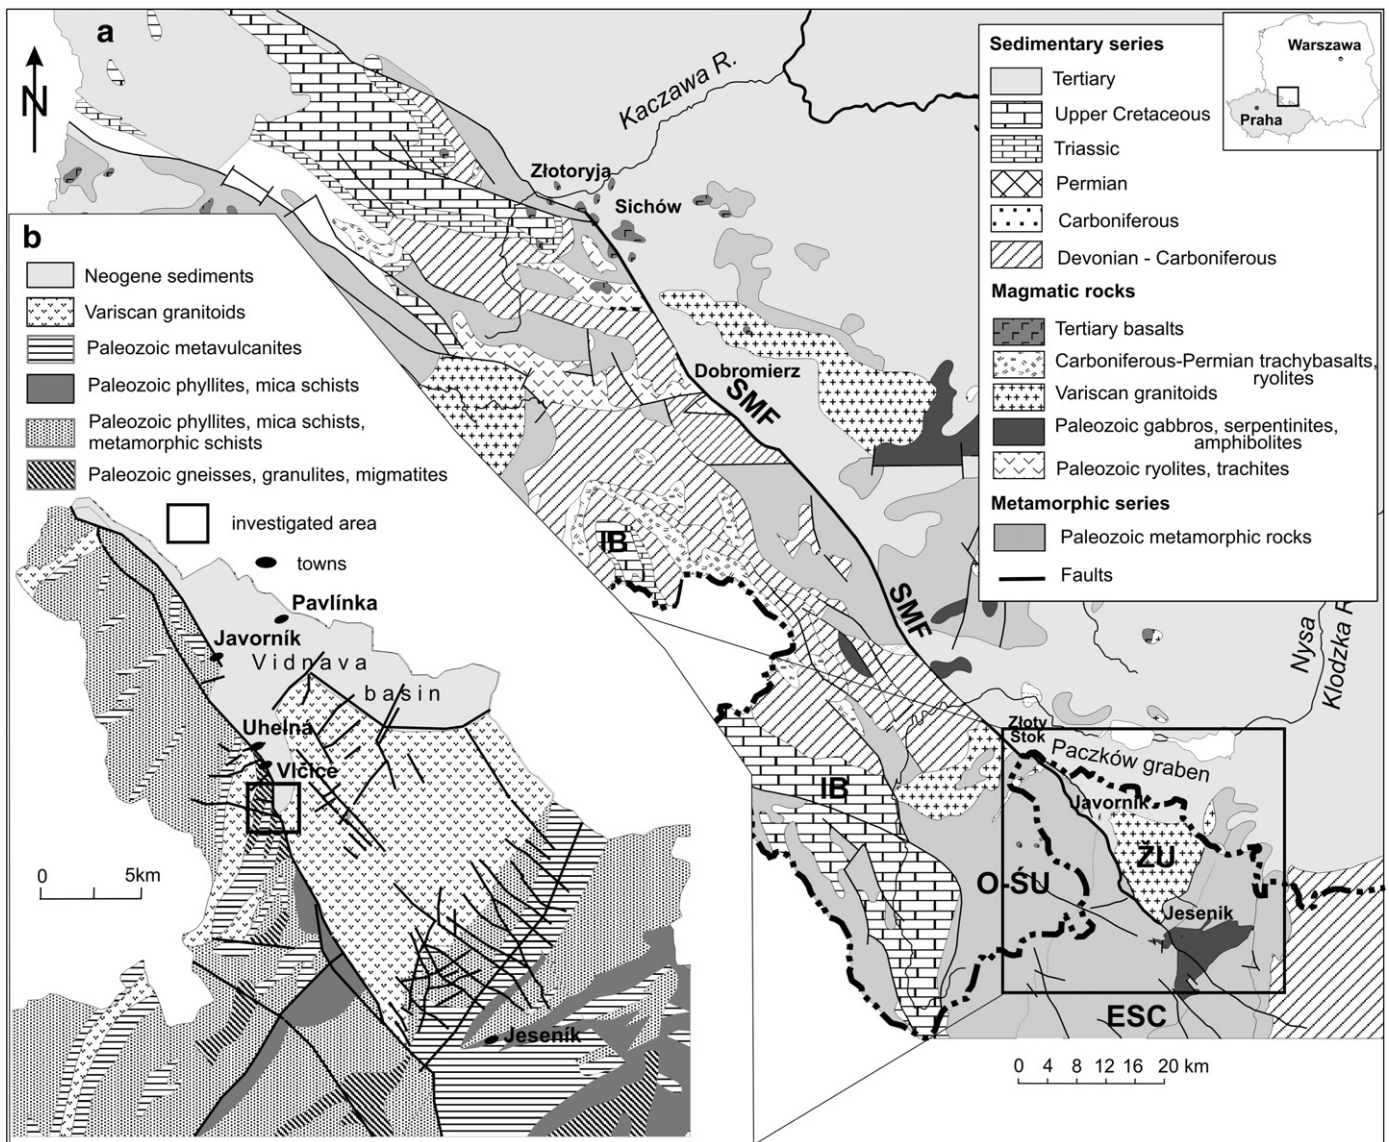 a
N
Kaczawa R.
Złotoryja
Sichów
Dobromierz
SMF
SMF
IB
IB
Nysa
Klodzka R.
Złoty
Stok
Paczków graben
Javorník
ŽU
O-ŚU
Jesenik
ESC
0 4 8 12 16 20 km
Sedimentary series
Tertiary
Upper Cretaceous
Triassic
Permian
Carboniferous
Devonian - Carboniferous
Magmatic rocks
Tertiary basalts
Carboniferous-Permian trachybasalts,
ryolites
Variscan granitoids
Paleozoic gabbros, serpentinites,
amphibolites
Paleozoic ryolites, trachites
Metamorphic series
Paleozoic metamorphic rocks
Faults
Warszawa
Praha
b
Neogene sediments
Variscan granitoids
Paleozoic metavulcanites
Paleozoic phyllites, mica schists
Paleozoic phyllites, mica schists,
metamorphic schists
Paleozoic gneisses, granulites, migmatites
investigated area
towns
Pavlínka
Javorník
Vidnava
basin
Uhelná
Vlčice
0 5km
Jeseník